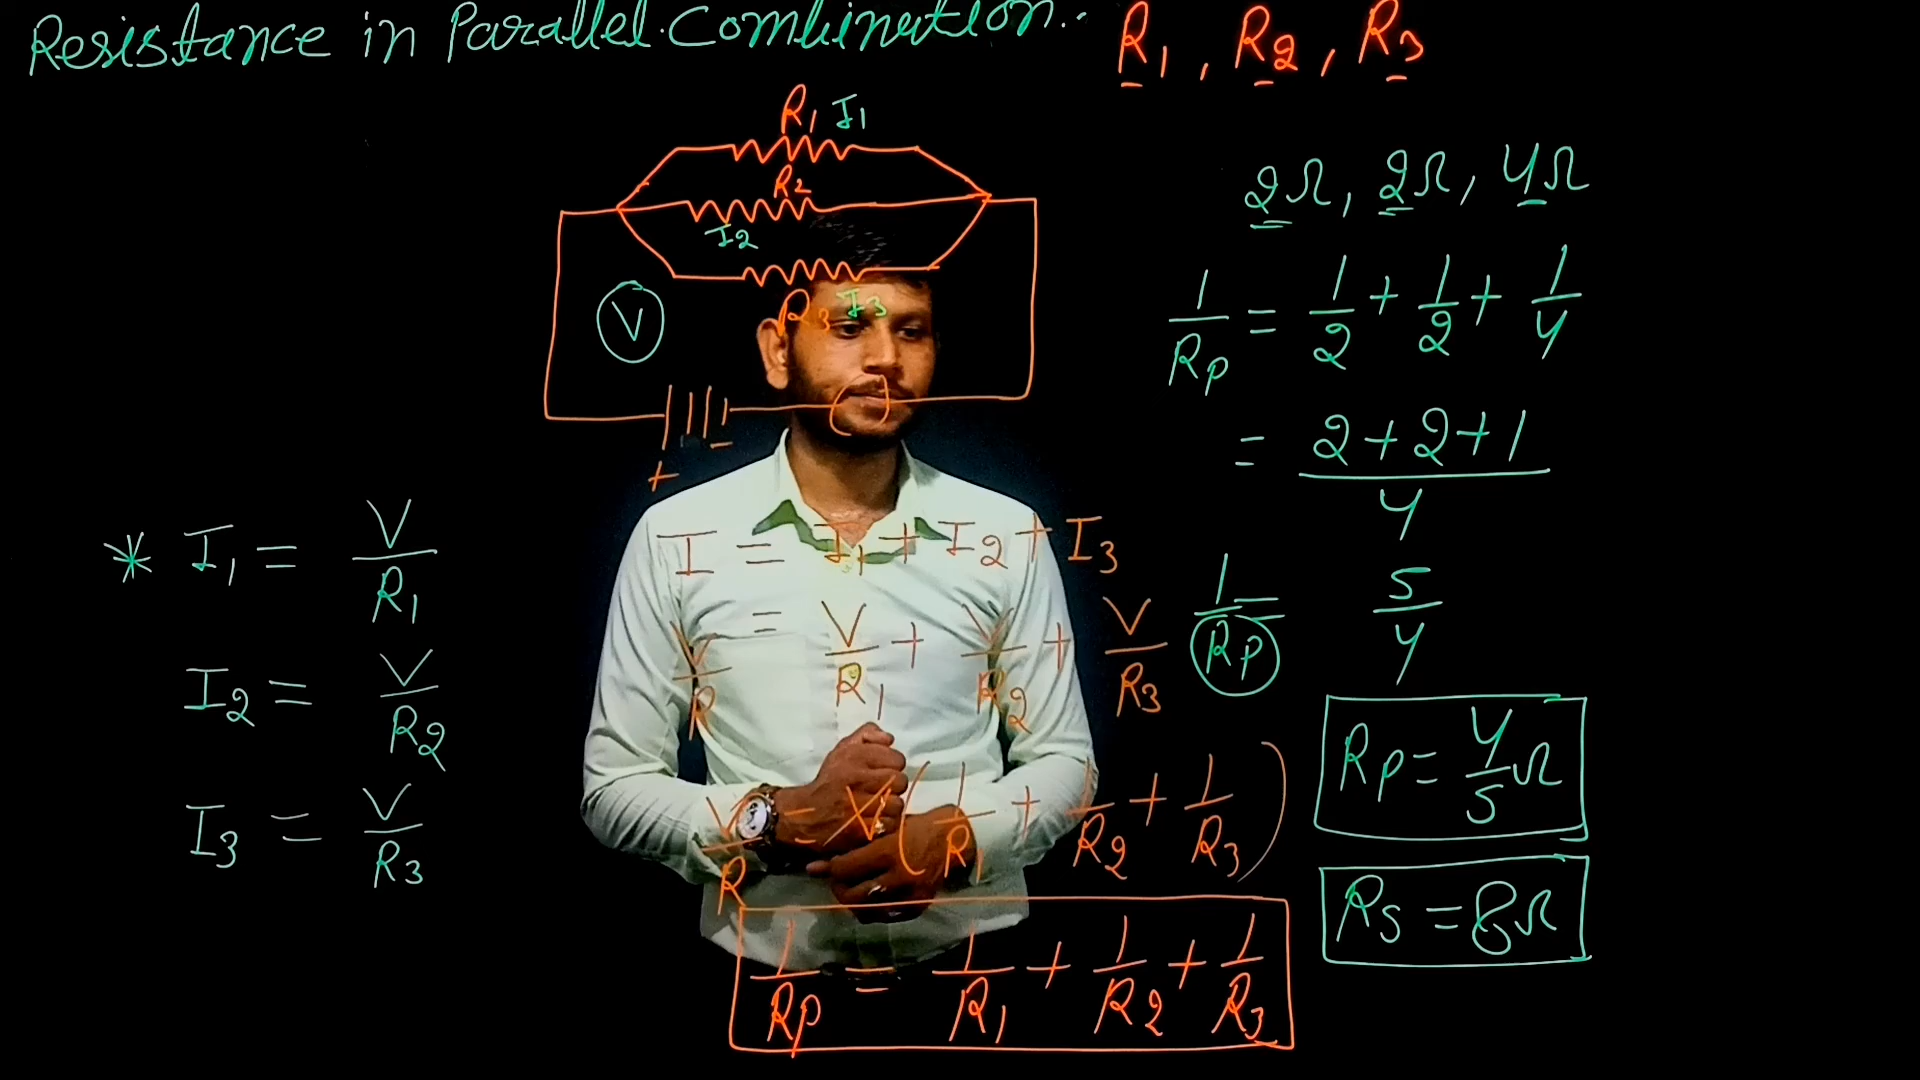 Resistance in Parallel Combination:-
R1, R2, R3
R1 I1
R2
I2
R3 I3
V
+ -
* I1 = V/R1
I2 = V/R2
I3 = V/R3
I = I1 + I2 + I3
V/R = V/R1 + V/R2 + V/R3
V/R = V(1/R1 + 1/R2 + 1/R3)
1/Rp = 1/R1 + 1/R2 + 1/R3
2Ω, 2Ω, 4Ω
1/Rp = 1/2 + 1/2 + 1/4
= 2+2+1/4
1/Rp = 5/4
Rp = 4/5 Ω
Rs = 8Ω